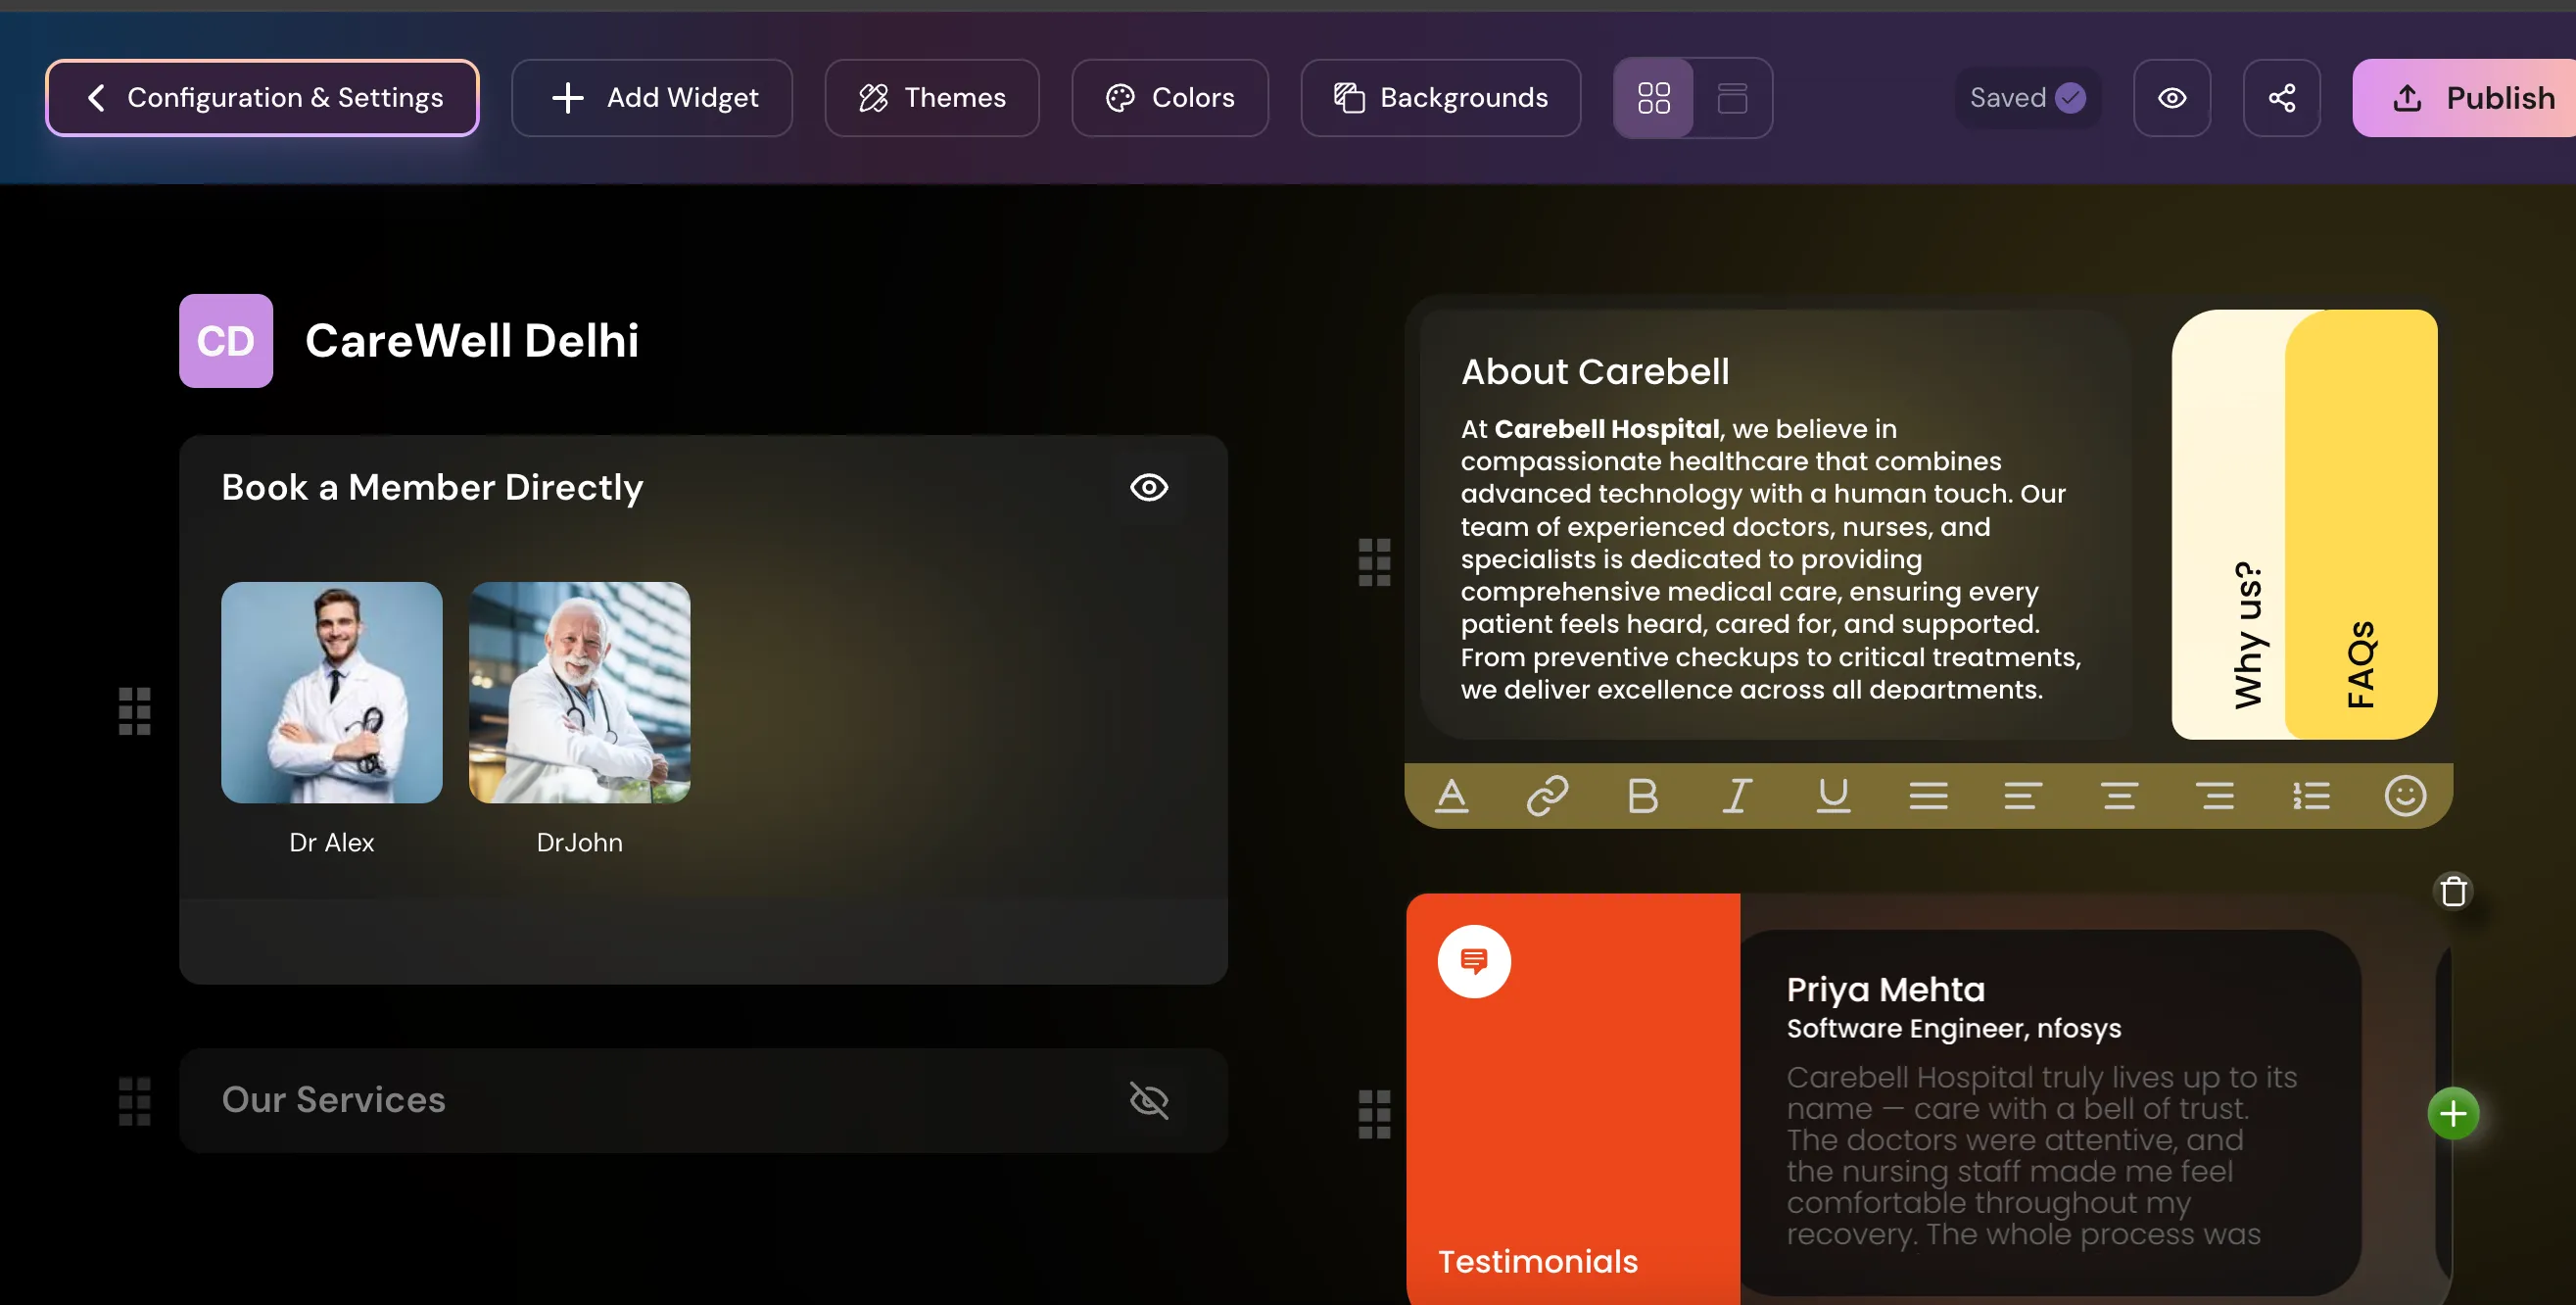 Configuration & Settings
Add Widget
Themes
Colors
Backgrounds
Saved
Publish
CD
CareWell Delhi
Book a Member Directly
Dr Alex
DrJohn
Our Services
About Carebell
At Carebell Hospital, we believe in
compassionate healthcare that combines
advanced technology with a human touch. Our
team of experienced doctors, nurses, and
specialists is dedicated to providing
comprehensive medical care, ensuring every
patient feels heard, cared for, and supported.
From preventive checkups to critical treatments,
we deliver excellence across all departments.
Why us?
FAQs
Testimonials
Priya Mehta
Software Engineer, nfosys
Carebell Hospital truly lives up to its
name — care with a bell of trust.
The doctors were attentive, and
the nursing staff made me feel
comfortable throughout my
recovery. The whole process was